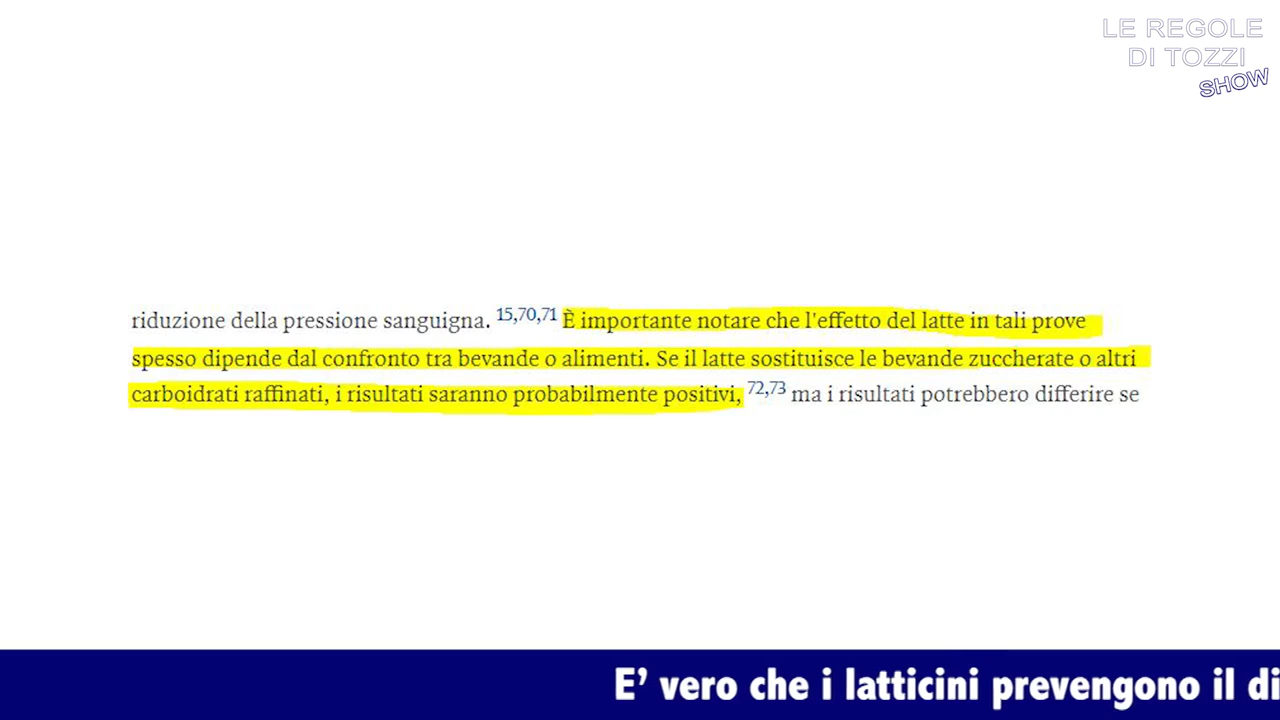 LE REGOLE
DI TOZZI
SHOW
riduzione della pressione sanguigna. 15,70,71 È importante notare che l'effetto del latte in tali prove
spesso dipende dal confronto tra bevande o alimenti. Se il latte sostituisce le bevande zuccherate o altri
carboidrati raffinati, i risultati saranno probabilmente positivi, 72,73 ma i risultati potrebbero differire se
E’ vero che i latticini prevengono il di